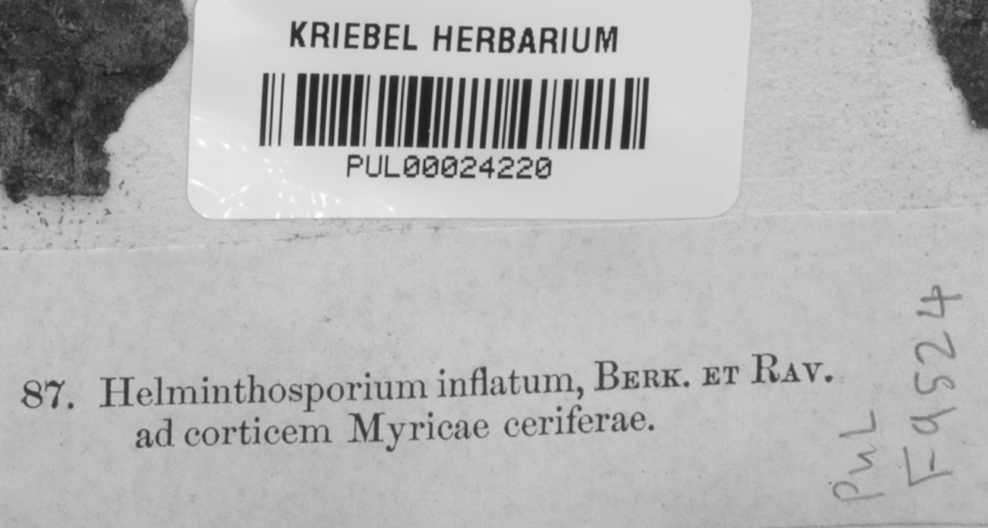 KRIEBEL HERBARIUM
PUL00024220
87. Helminthosporium inflatum, BERK. ET RAV.
ad corticem Myricae ceriferae.
PUL
F9524